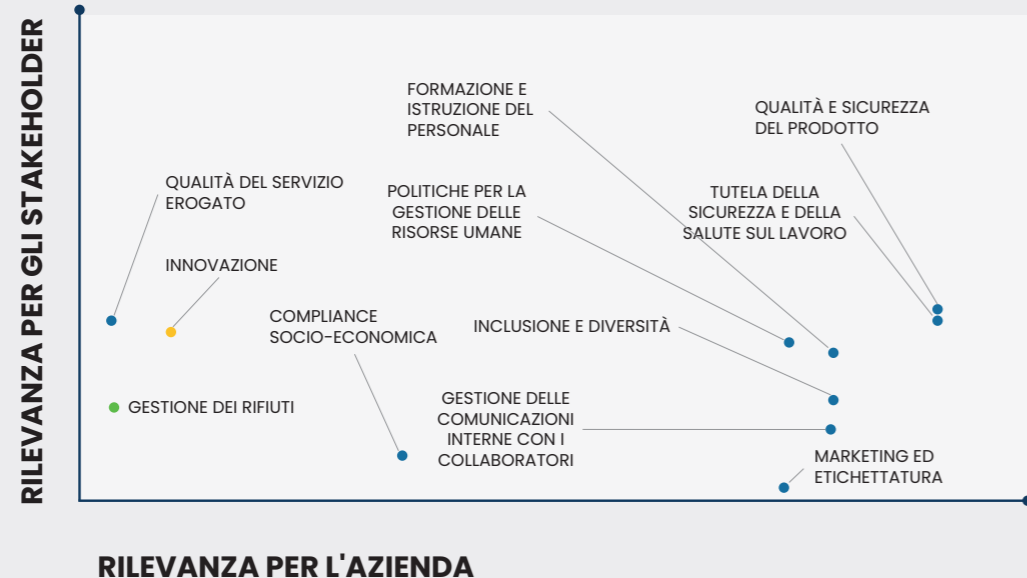 RILEVANZA PER GLI STAKEHOLDER
FORMAZIONE E
ISTRUZIONE DEL
PERSONALE
QUALITÀ E SICUREZZA
DEL PRODOTTO
QUALITÀ DEL SERVIZIO
EROGATO
POLITICHE PER LA
GESTIONE DELLE
RISORSE UMANE
TUTELA DELLA
SICUREZZA E DELLA
SALUTE SUL LAVORO
INNOVAZIONE
COMPLIANCE
SOCIO-ECONOMICA
INCLUSIONE E DIVERSITÀ
GESTIONE DEI RIFIUTI
GESTIONE DELLE
COMUNICAZIONI
INTERNE CON I
COLLABORATORI
MARKETING ED
ETICHETTATURA
RILEVANZA PER L'AZIENDA